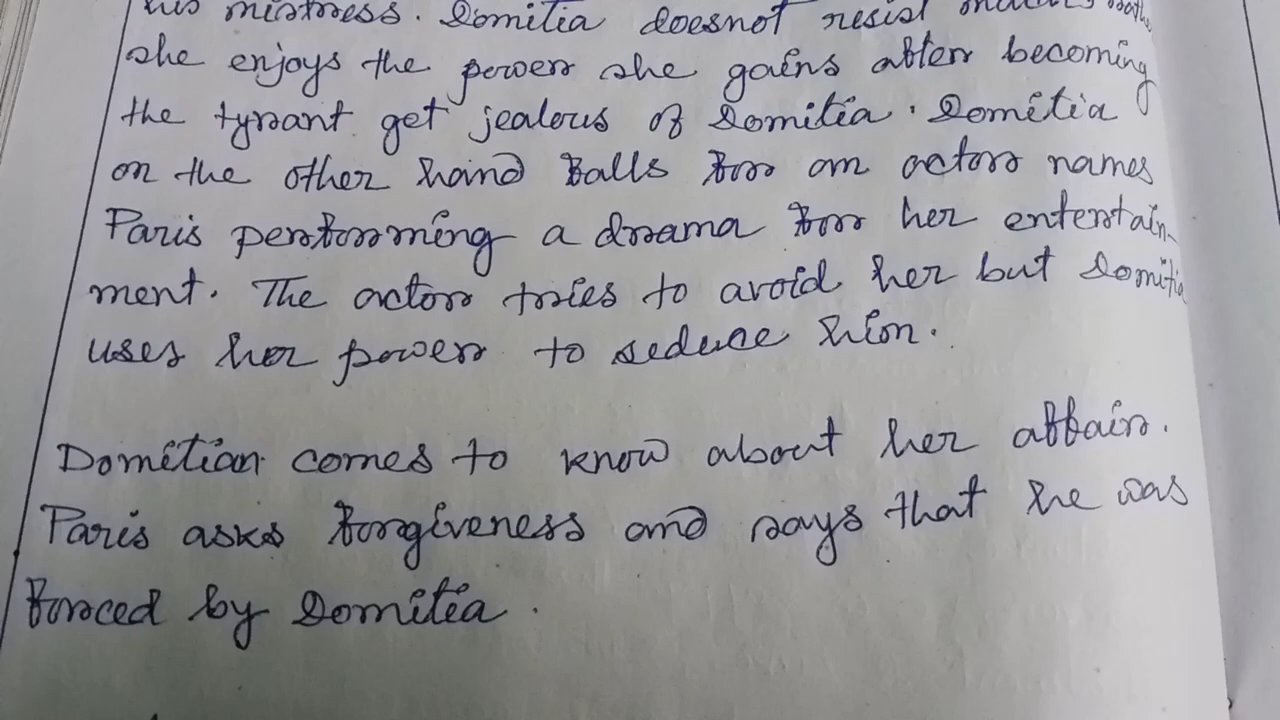 his mistress. Domitia doesnot resist
she enjoys the power she gains after becoming
the tyrant get jealous of Domitia. Domitia
on the other hand falls for an actor names
Paris performing a drama for her entertain-
ment. The actor tries to avoid her but Domitia
uses her power to seduce him.
Domitian comes to know about her affair.
Paris asks forgiveness and says that he was
forced by Domitia.